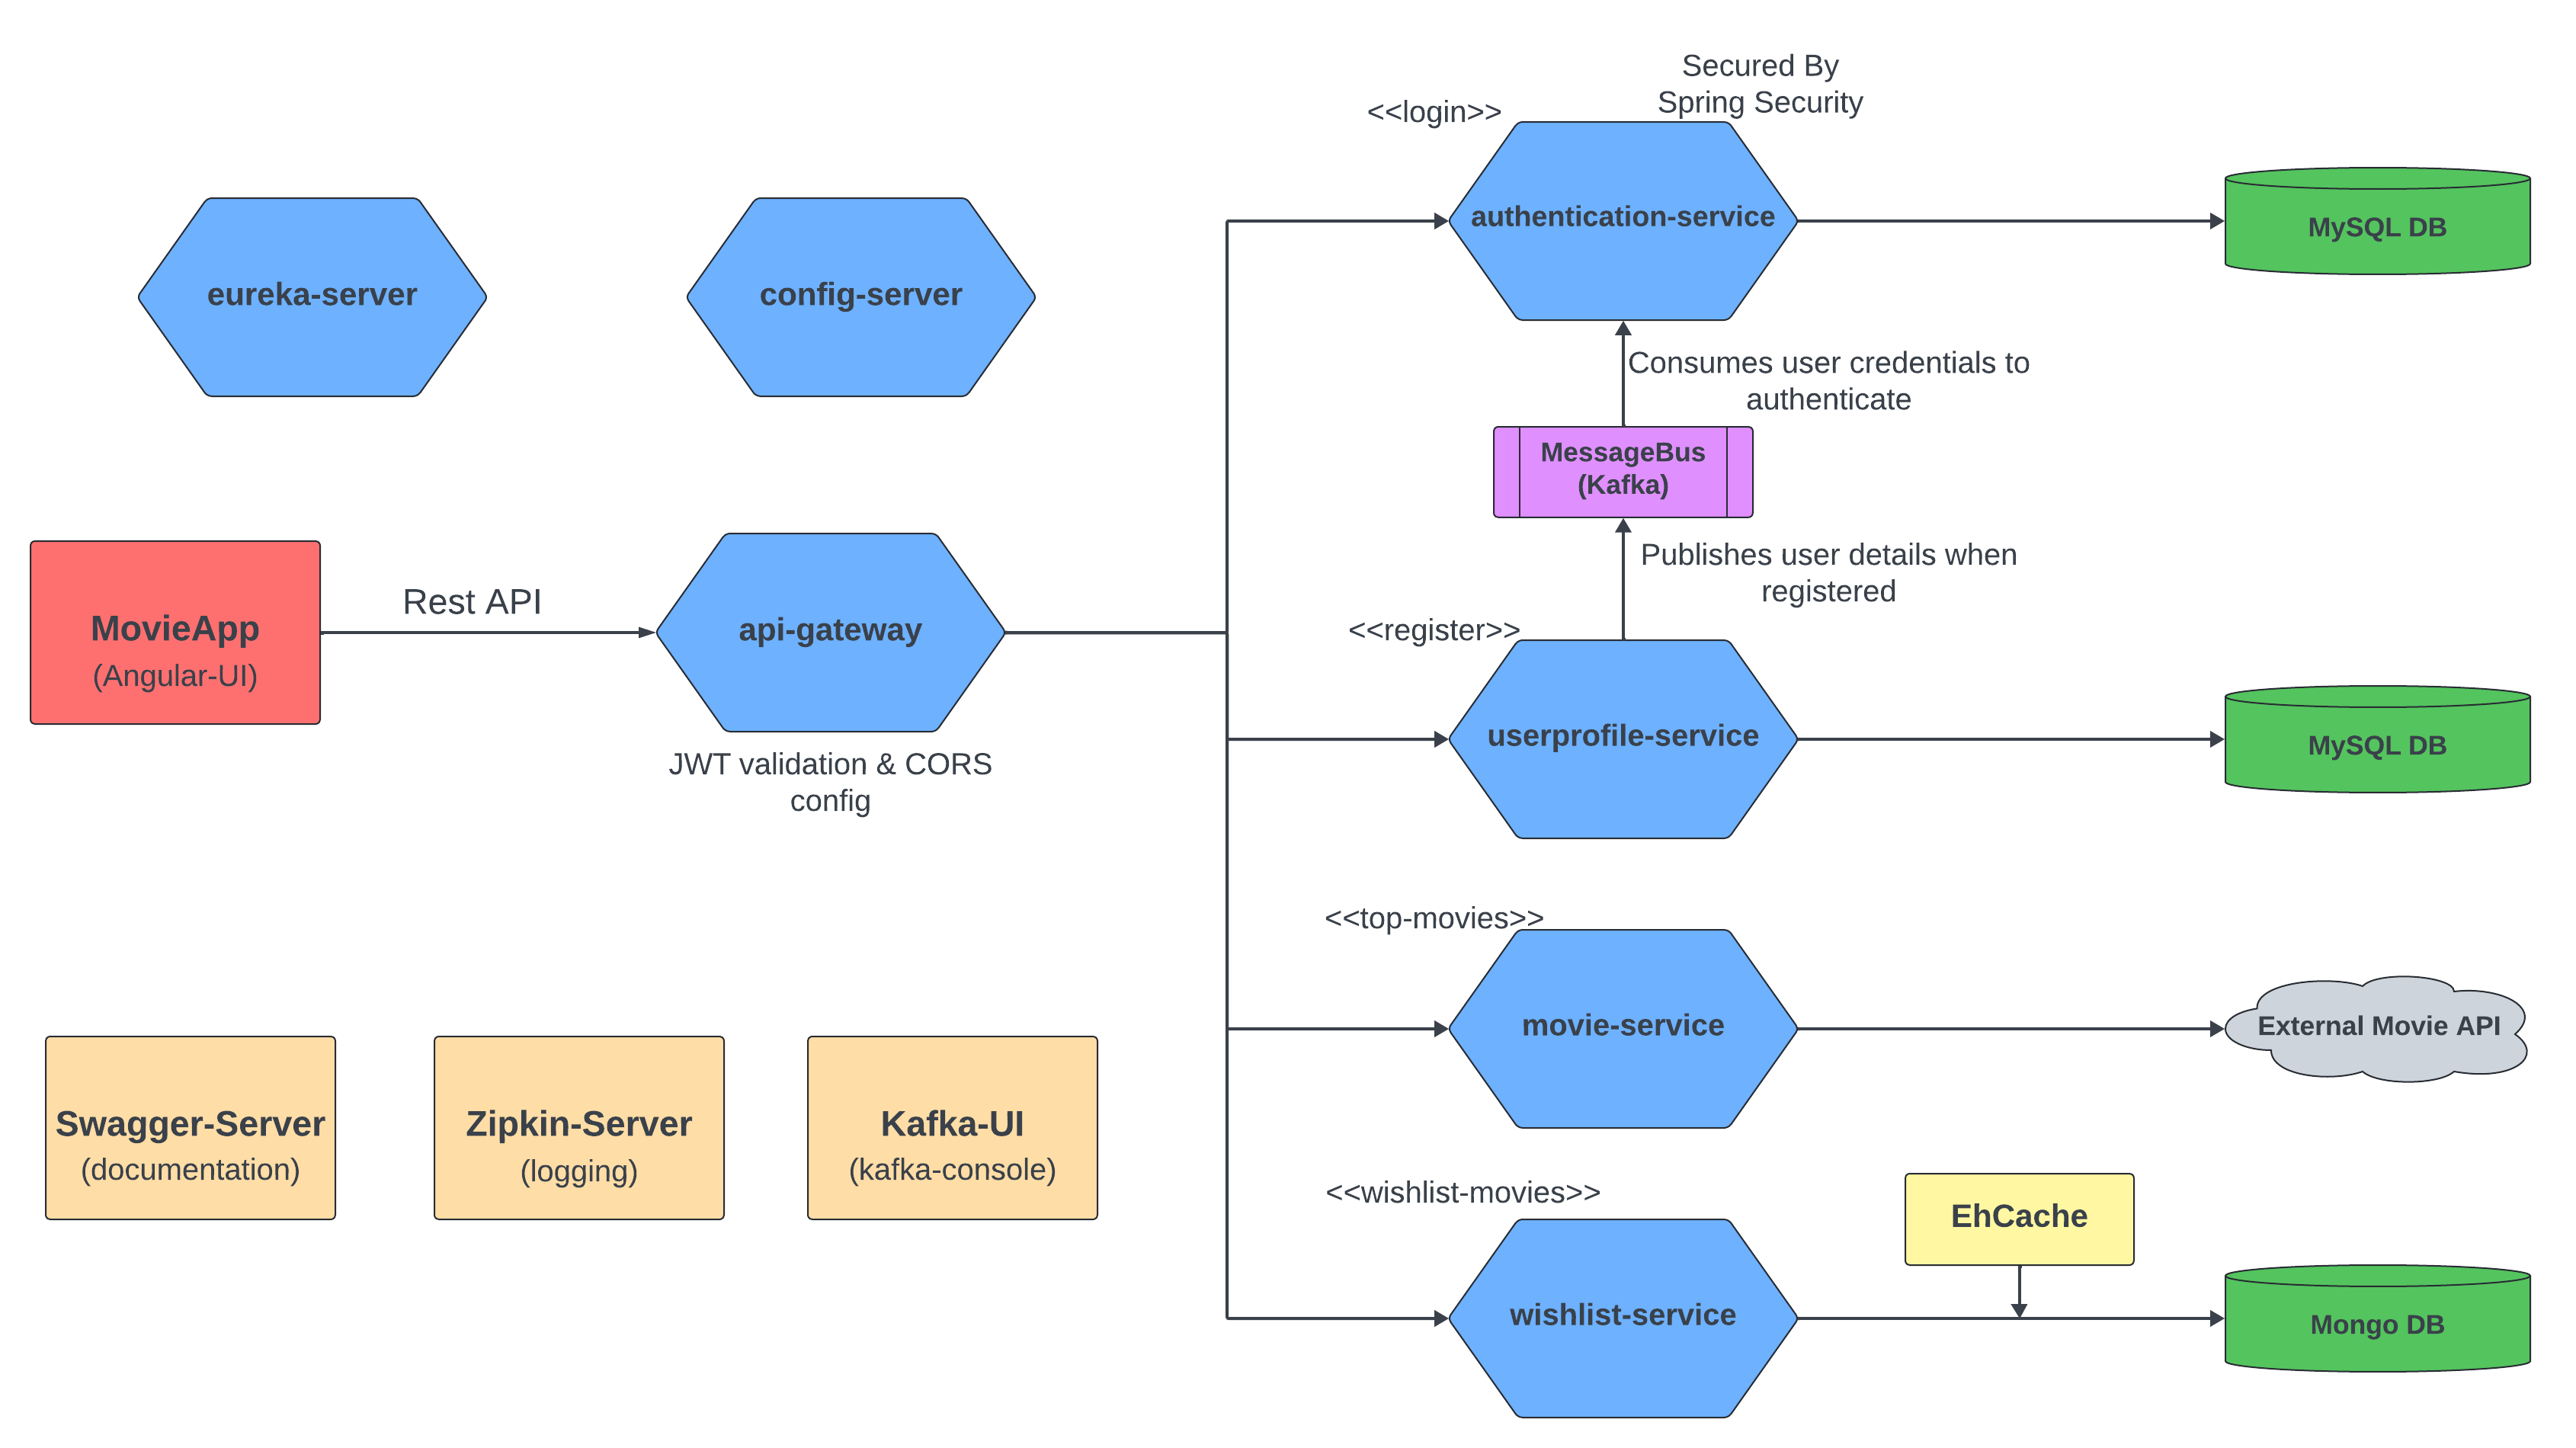 Secured By
Spring Security
<<login>>
authentication-service
MySQL DB
eureka-server
config-server
Consumes user credentials to
authenticate
MessageBus
(Kafka)
Publishes user details when
registered
MovieApp
(Angular-UI)
Rest API
api-gateway
JWT validation & CORS
config
<<register>>
userprofile-service
MySQL DB
<<top-movies>>
movie-service
External Movie API
Swagger-Server
(documentation)
Zipkin-Server
(logging)
Kafka-UI
(kafka-console)
<<wishlist-movies>>
EhCache
wishlist-service
Mongo DB